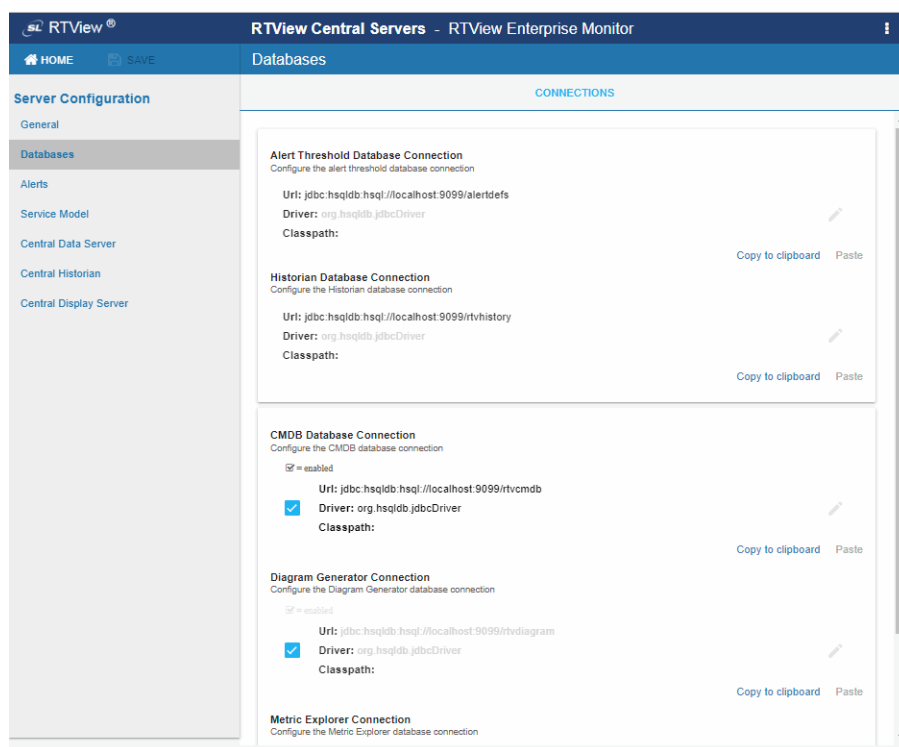 SL RTView ®
RTView Central Servers - RTView Enterprise Monitor
HOME
SAVE
Databases
Server Configuration
General
Databases
Alerts
Service Model
Central Data Server
Central Historian
Central Display Server
CONNECTIONS
Alert Threshold Database Connection
Configure the alert threshold database connection
Url: jdbc:hsqldb:hsql://localhost:9099/alertdefs
Driver: org.hsqldb.jdbcDriver
Classpath:
Copy to clipboard Paste
Historian Database Connection
Configure the Historian database connection
Url: jdbc:hsqldb:hsql://localhost:9099/rtvhistory
Driver: org.hsqldb.jdbcDriver
Classpath:
Copy to clipboard Paste
CMDB Database Connection
Configure the CMDB database connection
= enabled
Url: jdbc:hsqldb:hsql://localhost:9099/rtvcmdb
Driver: org.hsqldb.jdbcDriver
Classpath:
Copy to clipboard Paste
Diagram Generator Connection
Configure the Diagram Generator database connection
= enabled
Url: jdbc:hsqldb:hsql://localhost:9099/rtvdiagram
Driver: org.hsqldb.jdbcDriver
Classpath:
Copy to clipboard Paste
Metric Explorer Connection
Configure the Metric Explorer database connection